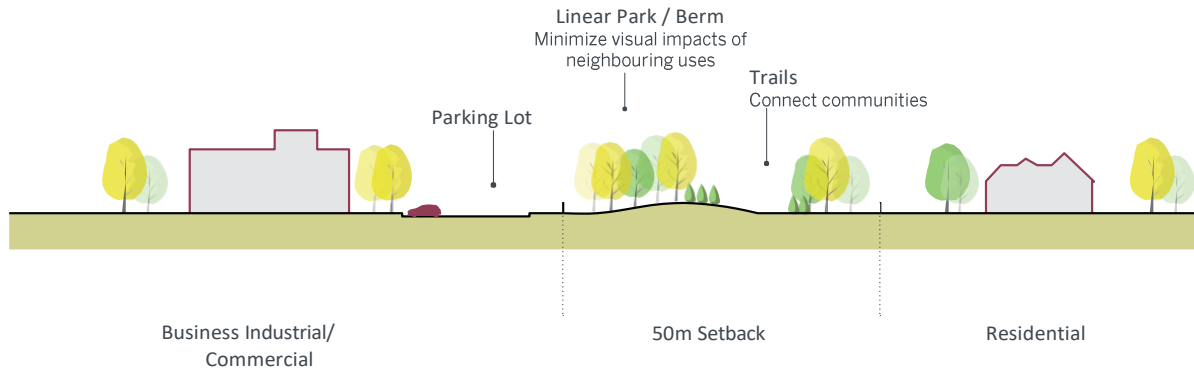 Linear Park / Berm
Minimize visual impacts of
neighbouring uses
Trails
Connect communities
Parking Lot
Business Industrial/
Commercial
50m Setback
Residential